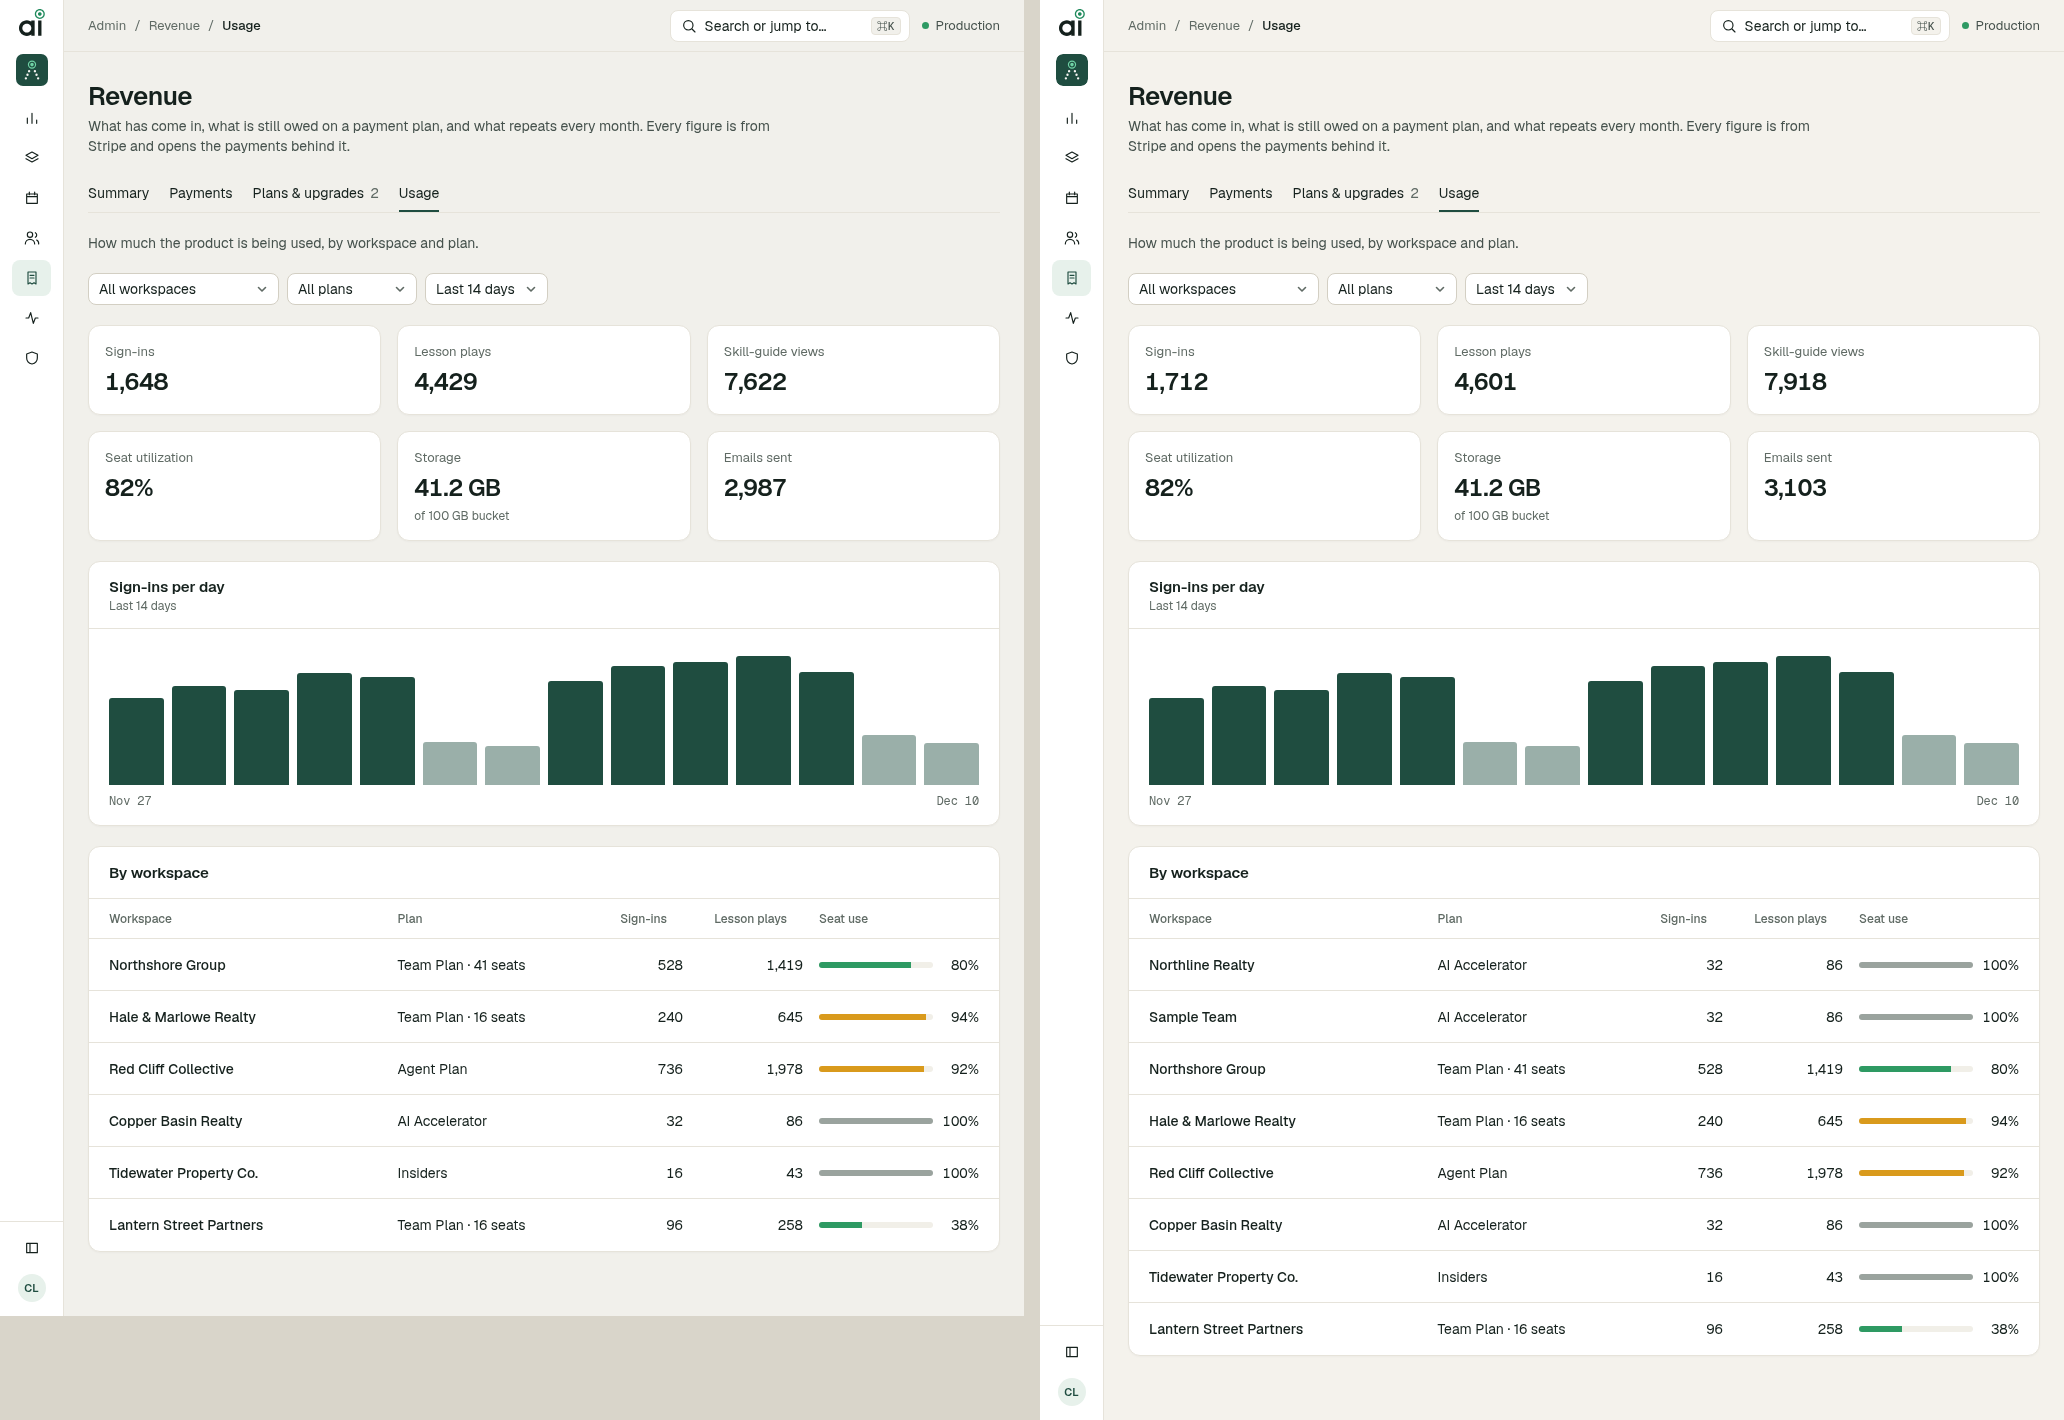 ai
Admin / Revenue / Usage
Search or jump to...
⌘K
Production
Revenue
What has come in, what is still owed on a payment plan, and what repeats every month. Every figure is from
Stripe and opens the payments behind it.
Summary Payments Plans & upgrades 2 Usage
How much the product is being used, by workspace and plan.
All workspaces All plans Last 14 days
Sign-ins Lesson plays Skill-guide views
1,648 4,429 7,622
Seat utilization Storage Emails sent
82% 41.2 GB 2,987
of 100 GB bucket
Sign-ins per day
Last 14 days
Nov 27 Dec 10
By workspace
Workspace Plan Sign-ins Lesson plays Seat use
Northshore Group Team Plan · 41 seats 528 1,419 80%
Hale & Marlowe Realty Team Plan · 16 seats 240 645 94%
Red Cliff Collective Agent Plan 736 1,978 92%
Copper Basin Realty AI Accelerator 32 86 100%
Tidewater Property Co. Insiders 16 43 100%
Lantern Street Partners Team Plan · 16 seats 96 258 38%
CL
ai
Admin / Revenue / Usage
Search or jump to...
⌘K
Production
Revenue
What has come in, what is still owed on a payment plan, and what repeats every month. Every figure is from
Stripe and opens the payments behind it.
Summary Payments Plans & upgrades 2 Usage
How much the product is being used, by workspace and plan.
All workspaces All plans Last 14 days
Sign-ins Lesson plays Skill-guide views
1,712 4,601 7,918
Seat utilization Storage Emails sent
82% 41.2 GB 3,103
of 100 GB bucket
Sign-ins per day
Last 14 days
Nov 27 Dec 10
By workspace
Workspace Plan Sign-ins Lesson plays Seat use
Northline Realty AI Accelerator 32 86 100%
Sample Team AI Accelerator 32 86 100%
Northshore Group Team Plan · 41 seats 528 1,419 80%
Hale & Marlowe Realty Team Plan · 16 seats 240 645 94%
Red Cliff Collective Agent Plan 736 1,978 92%
Copper Basin Realty AI Accelerator 32 86 100%
Tidewater Property Co. Insiders 16 43 100%
Lantern Street Partners Team Plan · 16 seats 96 258 38%
CL